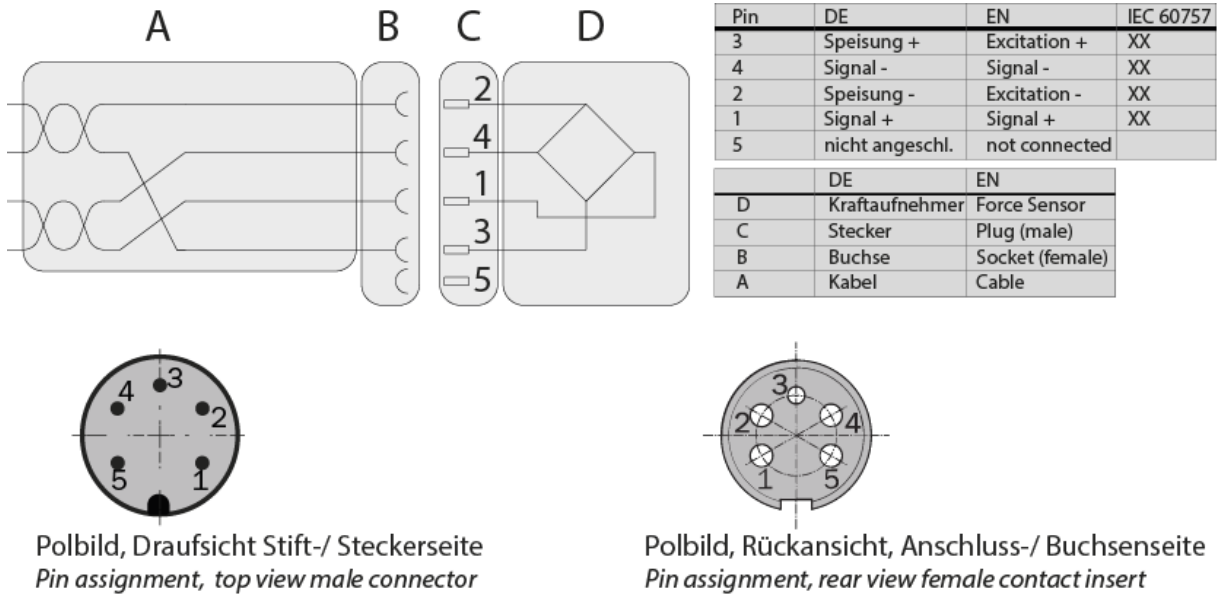 A B C D
2
4
1
3
5
Pin DE EN IEC 60757
3 Speisung + Excitation + XX
4 Signal - Signal - XX
2 Speisung - Excitation - XX
1 Signal + Signal + XX
5 nicht angeschl. not connected
DE EN
D Kraftaufnehmer Force Sensor
C Stecker Plug (male)
B Buchse Socket (female)
A Kabel Cable
3
4
2
5 1
Polbild, Draufsicht Stift-/ Steckerseite
Pin assignment, top view male connector
3
2 4
1 5
Polbild, Rückansicht, Anschluss-/ Buchsenseite
Pin assignment, rear view female contact insert